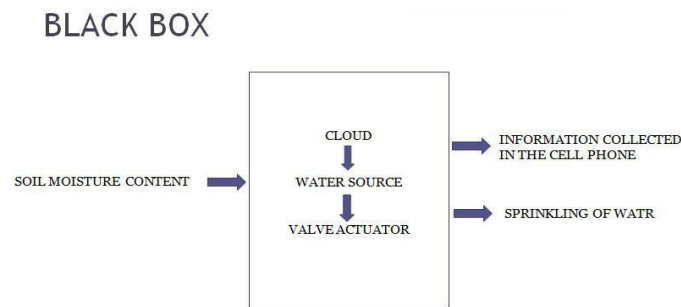 BLACK BOX
SOIL MOISTURE CONTENT
CLOUD
WATER SOURCE
VALVE ACTUATOR
INFORMATION COLLECTED
IN THE CELL PHONE
SPRINKLING OF WATR